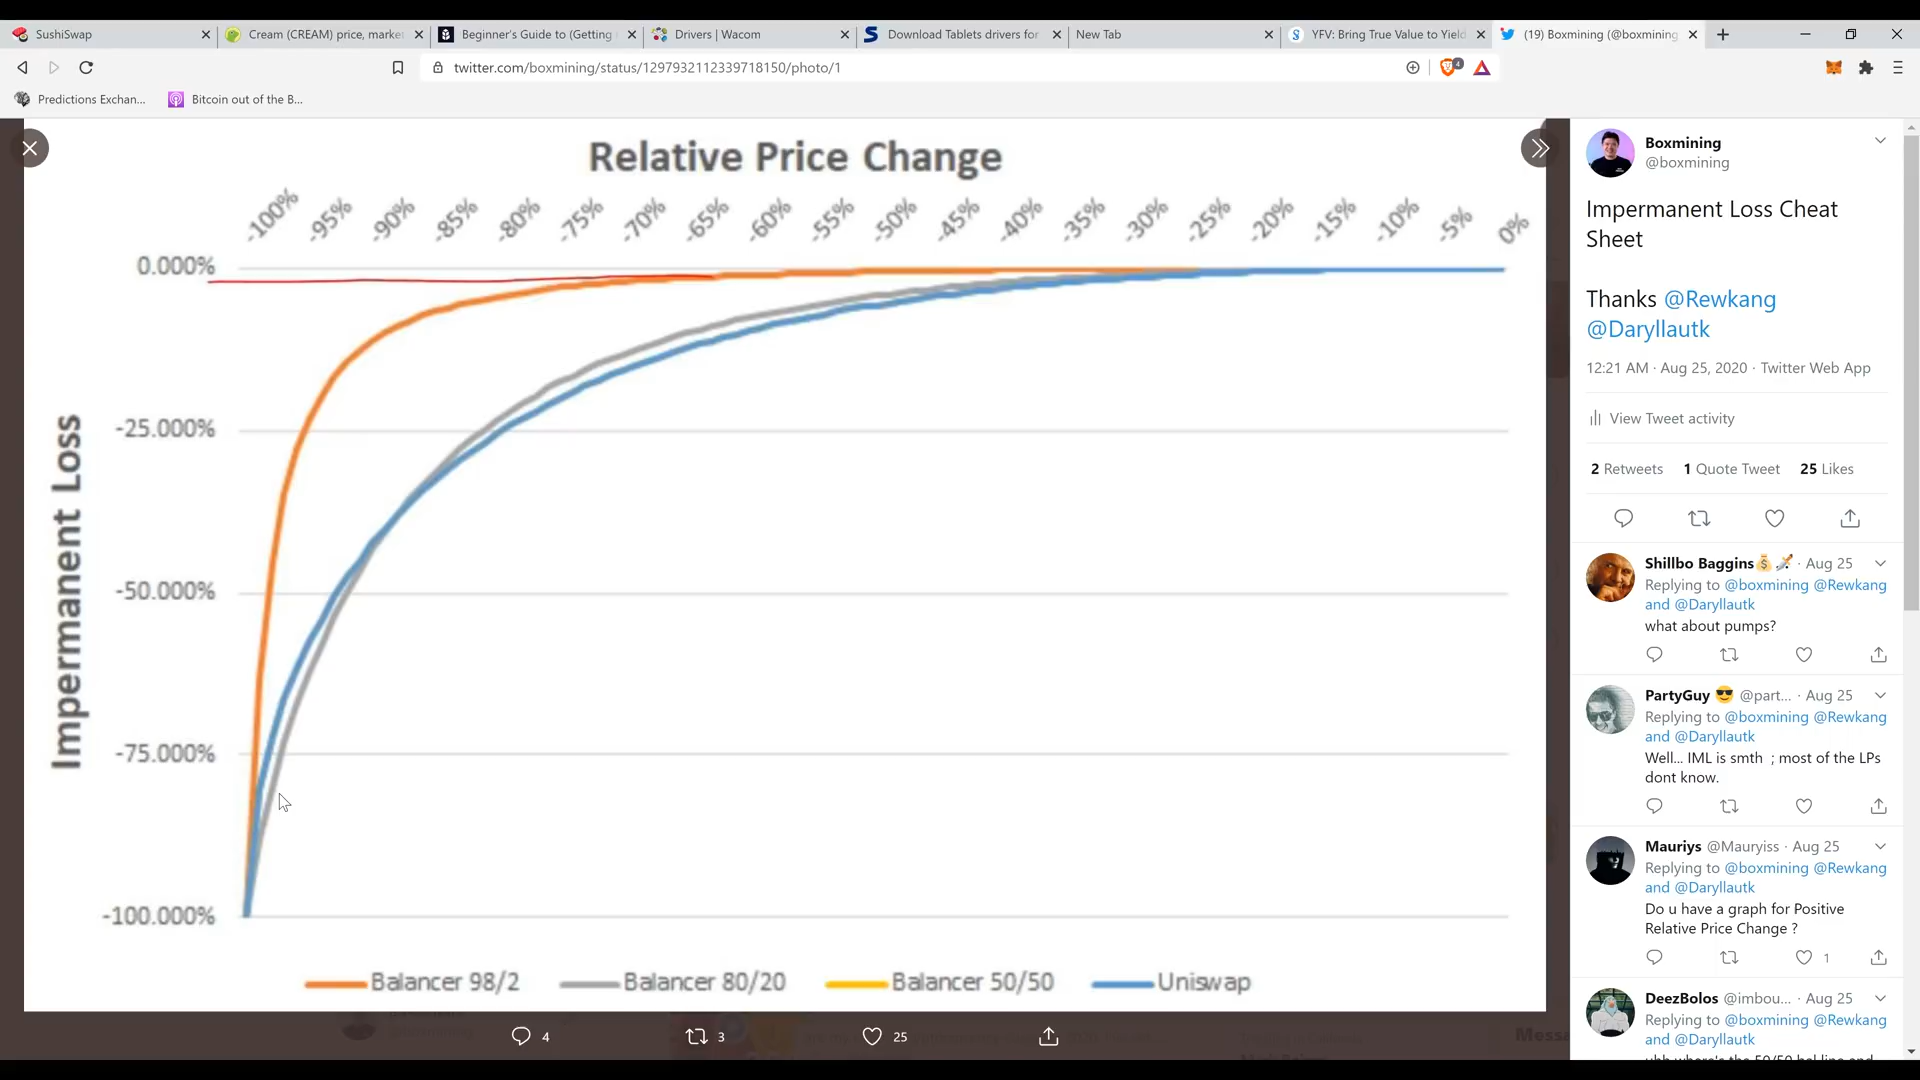 SushiSwap
Cream (CREAM) price, market
Beginner's Guide to (Getting
Drivers | Wacom
Download Tablets drivers for
New Tab
YFV: Bring True Value to Yield
(19) Boxmining (@boxmining
twitter.com/boxmining/status/1297932112339718150/photo/1
4
Predictions Exchan...
Bitcoin out of the B...
Relative Price Change
-100%
-95%
-90%
-85%
-80%
-75%
-70%
-65%
-60%
-55%
-50%
-45%
-40%
-35%
-30%
-25%
-20%
-15%
-10%
-5%
0%
0.000%
-25.000%
-50.000%
-75.000%
-100.000%
Impermanent Loss
Balancer 98/2
Balancer 80/20
Balancer 50/50
Uniswap
4
3
25
Boxmining
@boxmining
Impermanent Loss Cheat
Sheet
Thanks @Rewkang
@Daryllautk
12:21 AM · Aug 25, 2020 · Twitter Web App
View Tweet activity
2 Retweets 1 Quote Tweet 25 Likes
Shillbo Baggins · Aug 25
Replying to @boxmining @Rewkang
and @Daryllautk
what about pumps?
PartyGuy @part... · Aug 25
Replying to @boxmining @Rewkang
and @Daryllautk
Well... IML is smth ; most of the LPs
dont know.
Mauriys @Mauryiss · Aug 25
Replying to @boxmining @Rewkang
and @Daryllautk
Do u have a graph for Positive
Relative Price Change ?
1
DeezBolos @imbou... · Aug 25
Replying to @boxmining @Rewkang
and @Daryllautk